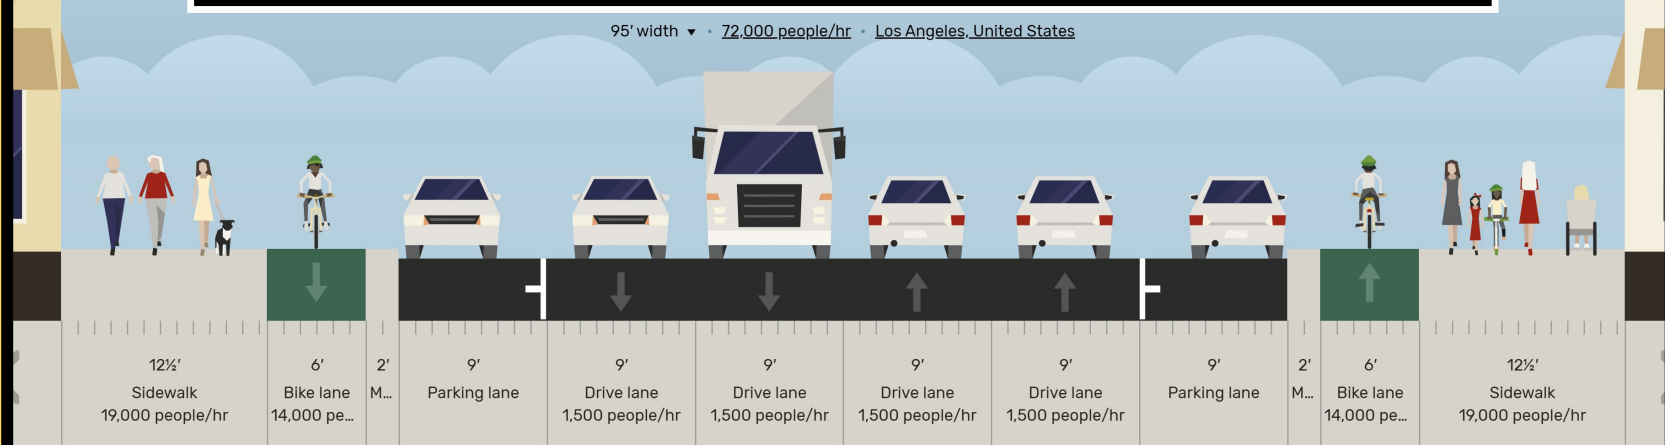 95′ width ▼ • 72,000 people/hr • Los Angeles, United States
12½′
Sidewalk
19,000 people/hr
6′
Bike lane
14,000 pe...
2′
M...
9′
Parking lane
9′
Drive lane
1,500 people/hr
9′
Drive lane
1,500 people/hr
9′
Drive lane
1,500 people/hr
9′
Drive lane
1,500 people/hr
9′
Parking lane
2′
M...
6′
Bike lane
14,000 pe...
12½′
Sidewalk
19,000 people/hr